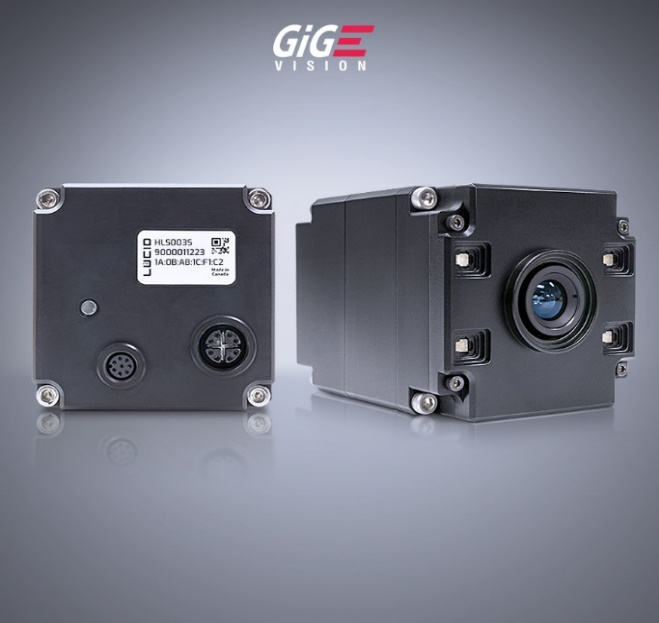 GiGE
VISION
LUCID
HLS003S
9000011223
1A:0B:AB:1C:F1:C2
Made in
Canada